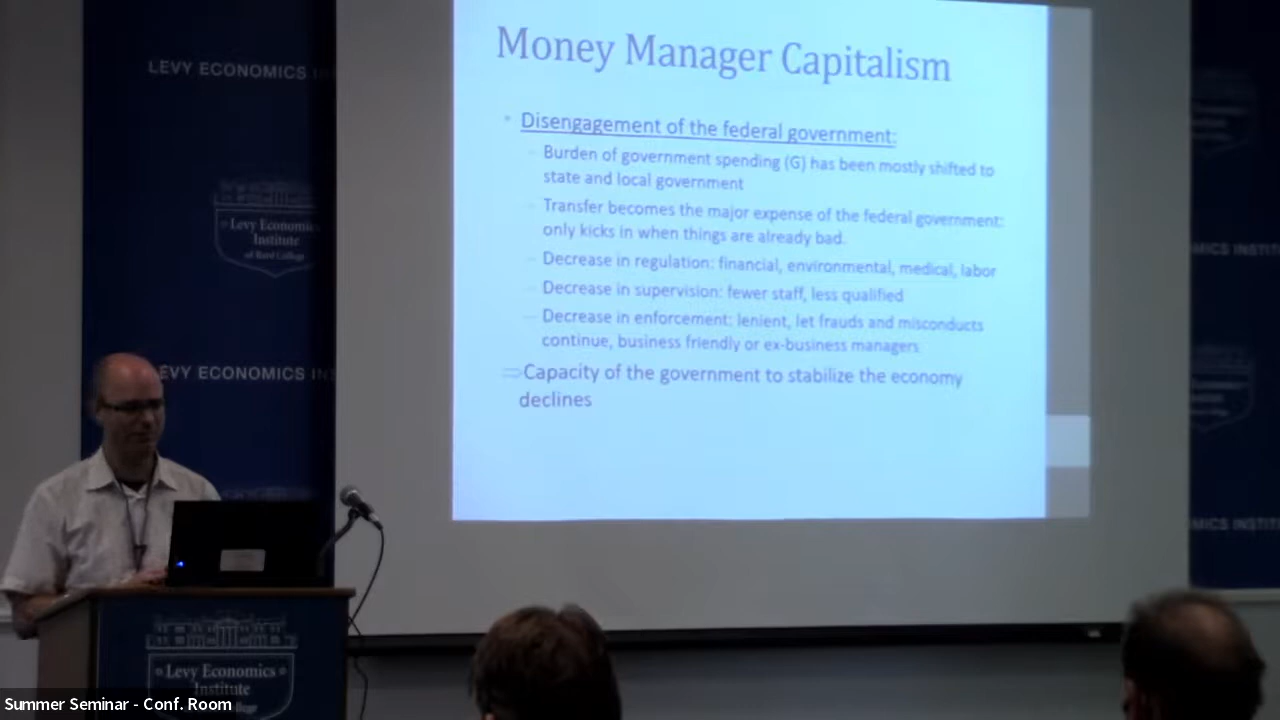 LEVY ECONOMICS
Money Manager Capitalism
Disengagement of the federal government:
Burden of government spending (G) has been mostly shifted to
state and local government
Transfer becomes the major expense of the federal government:
only kicks in when things are already bad.
Decrease in regulation: financial, environmental, medical, labor
Decrease in supervision: fewer staff, less qualified
Decrease in enforcement: lenient, let frauds and misconducts
continue, business friendly or ex-business managers
⇒Capacity of the government to stabilize the economy
declines
Levy Economics
Institute
of Bard College
LEVY ECONOMICS
MICS INSTIT
MICS INSTIT
Levy Economics
Institute
Summer Seminar - Conf. Room